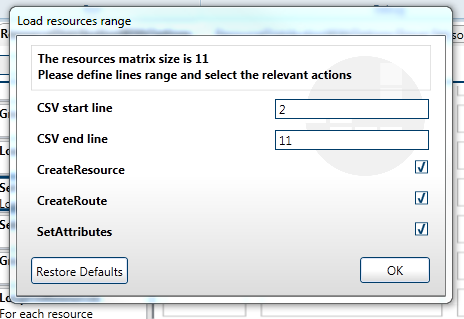 Load resources range
The resources matrix size is 11
Please define lines range and select the relevant actions
CSV start line
2
CSV end line
11
CreateResource
CreateRoute
SetAttributes
Restore Defaults
OK
For each resource